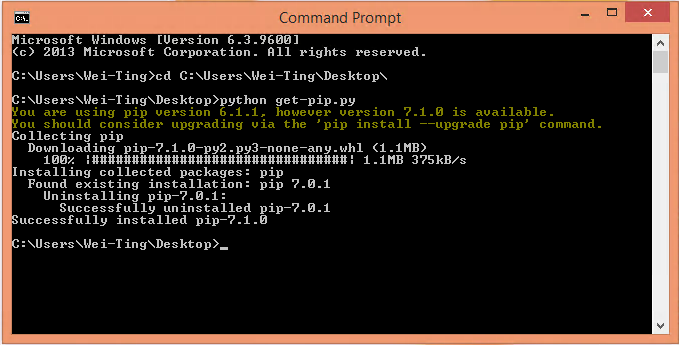 Command Prompt
Microsoft Windows [Version 6.3.9600]
(c) 2013 Microsoft Corporation. All rights reserved.
C:\Users\Wei-Ting>cd C:\Users\Wei-Ting\Desktop\
C:\Users\Wei-Ting\Desktop>python get-pip.py
You are using pip version 6.1.1, however version 7.1.0 is available.
You should consider upgrading via the 'pip install --upgrade pip' command.
Collecting pip
  Downloading pip-7.1.0-py2.py3-none-any.whl (1.1MB)
    100% |################################| 1.1MB 375kB/s
Installing collected packages: pip
  Found existing installation: pip 7.0.1
    Uninstalling pip-7.0.1:
      Successfully uninstalled pip-7.0.1
Successfully installed pip-7.1.0
C:\Users\Wei-Ting\Desktop>_